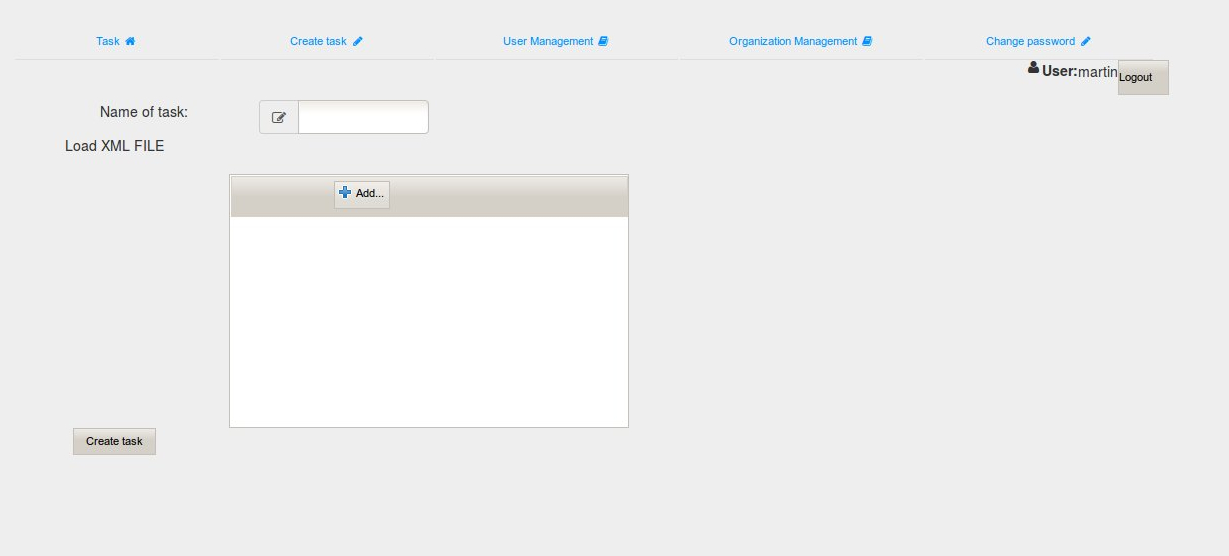 Task Create task User Management Organization Management Change password
User:martin Logout
Name of task:
Load XML FILE
Add...
Create task